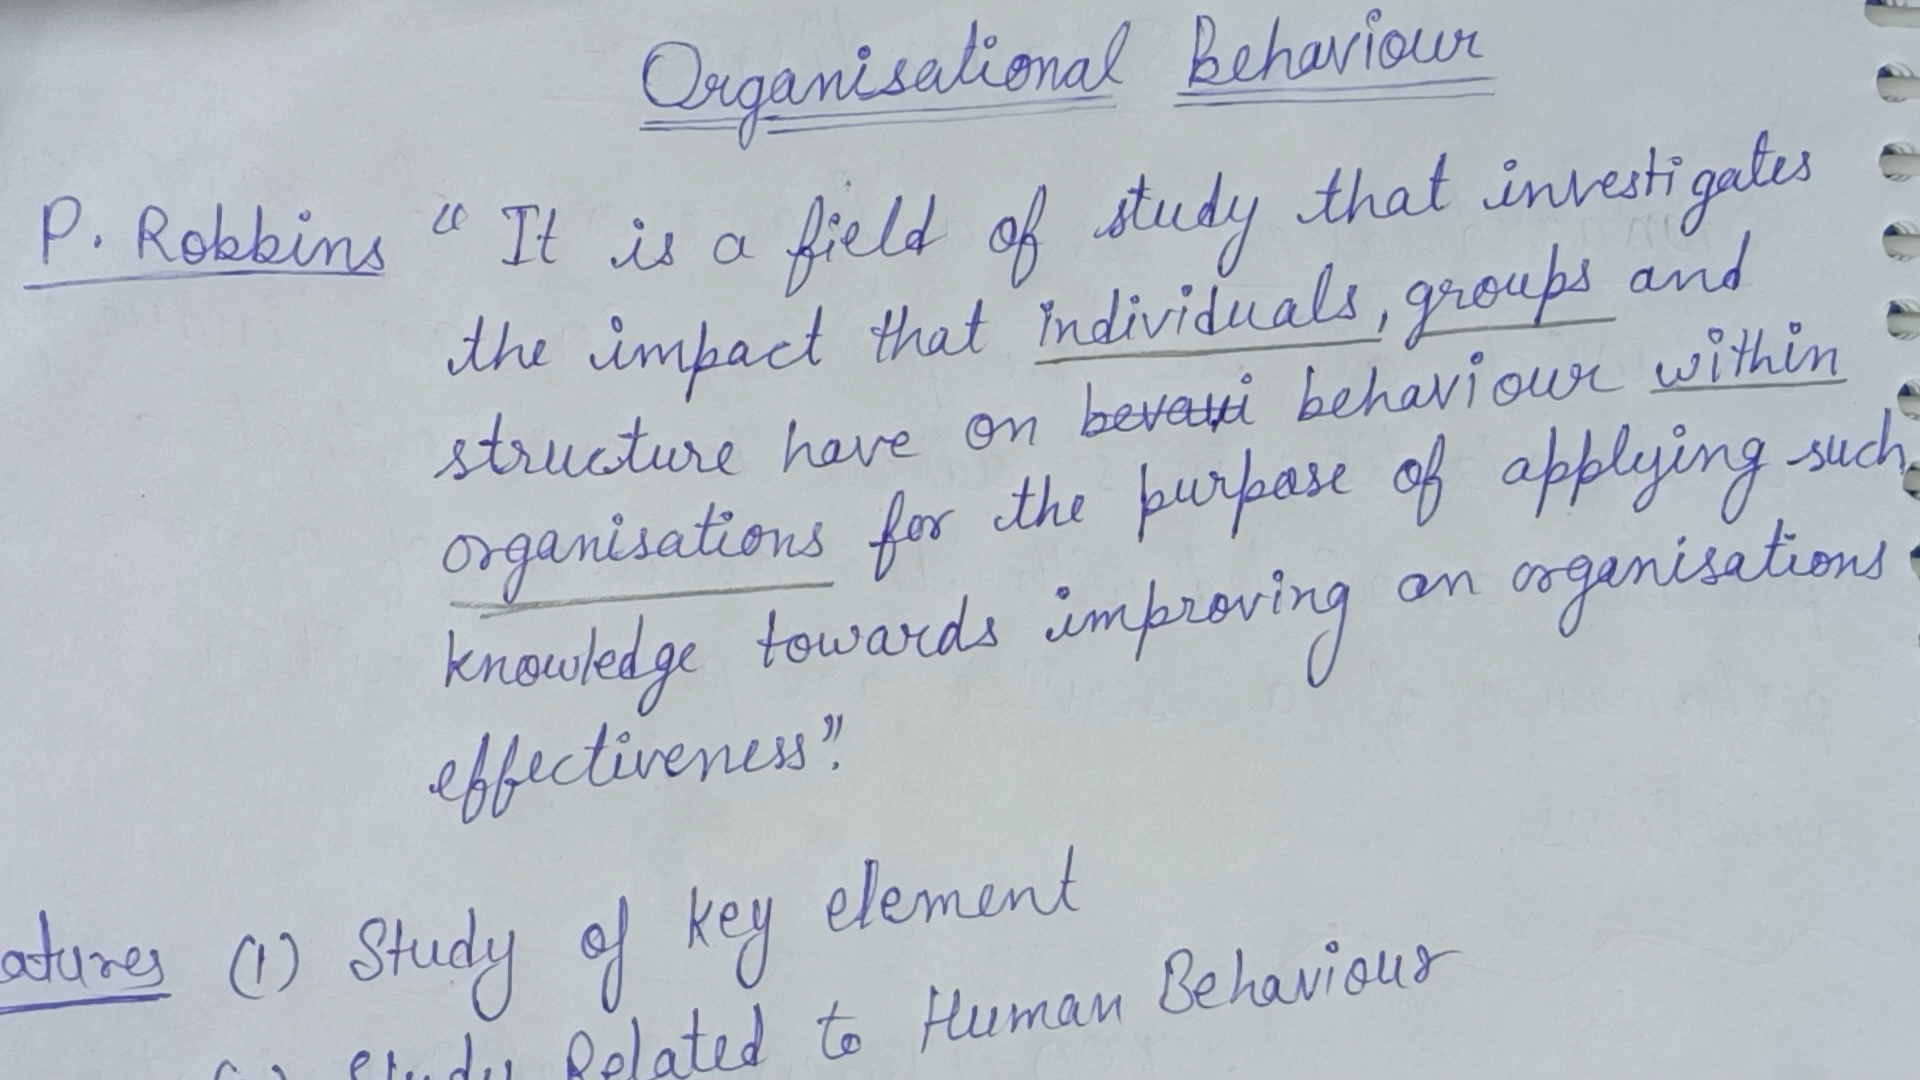 Organisational Behaviour
P. Robbins " It is a field of study that investigates
the impact that individuals, groups and
structure have on behaviour within
organisations for the purpose of applying such
knowledge towards improving an organisations
effectiveness".
atures (1) Study of key element
Study Related to Human Behaviour